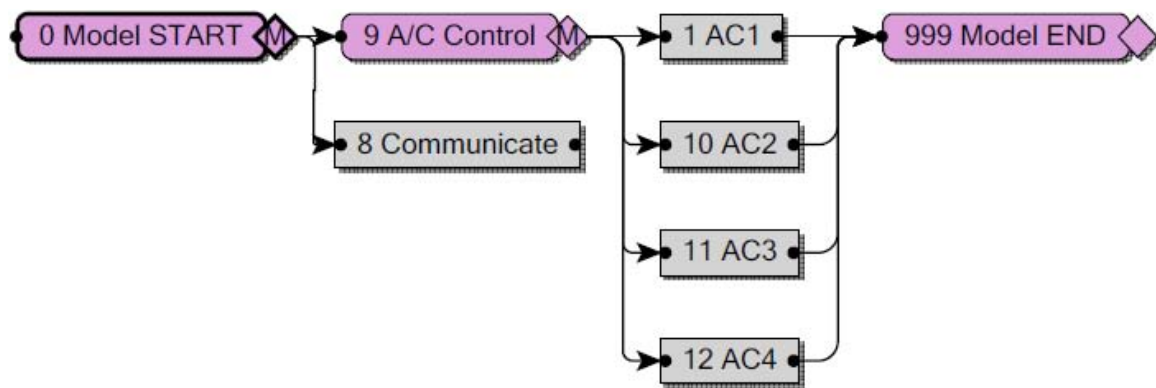 0 Model START M
9 A/C Control M
1 AC1
999 Model END
8 Communicate
10 AC2
11 AC3
12 AC4